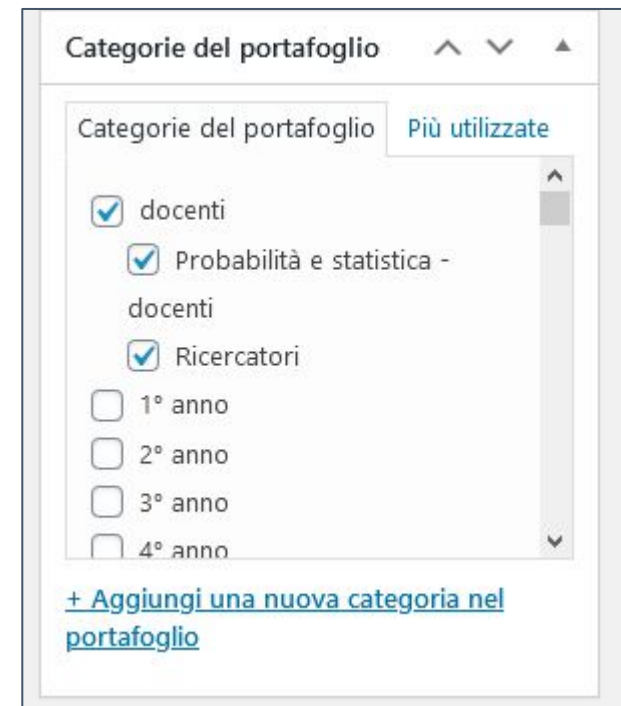 Categorie del portafoglio
Categorie del portafoglio Più utilizzate
docenti
Probabilità e statistica -
docenti
Ricercatori
1° anno
2° anno
3° anno
4° anno
+ Aggiungi una nuova categoria nel
portafoglio